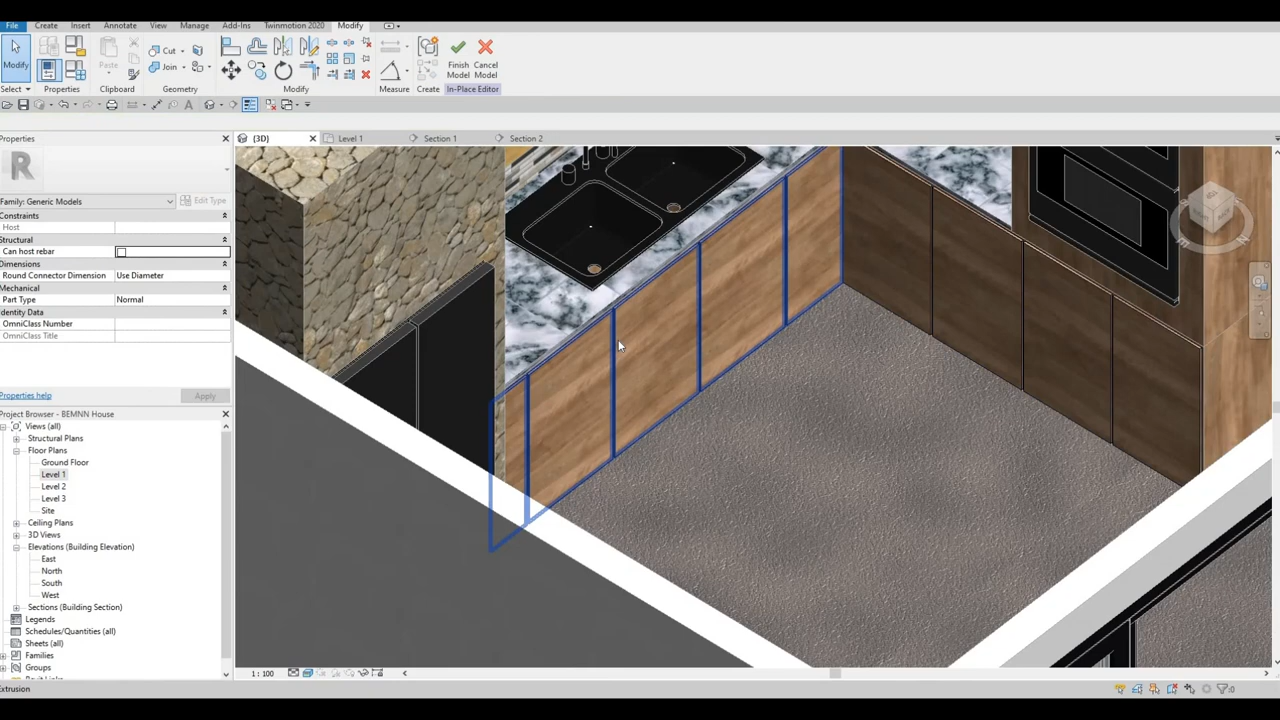 File Create Insert Annotate View Manage Add-Ins Twinmotion 2020 Modify
Modify
Paste
Cut
Join
Finish Model
Cancel Model
Select Properties Clipboard Geometry Modify Measure Create In-Place Editor
Properties
{3D} Level 1 Section 1 Section 2
R
Family: Generic Models Edit Type
Constraints
Host
Structural
Can host rebar
Dimensions
Round Connector Dimension Use Diameter
Mechanical
Part Type Normal
Identity Data
OmniClass Number
OmniClass Title
Properties help Apply
Project Browser - BEMNN House
Views (all)
Structural Plans
Floor Plans
Ground Floor
Level 1
Level 2
Level 3
Site
Ceiling Plans
3D Views
Elevations (Building Elevation)
East
North
South
West
Sections (Building Section)
Legends
Schedules/Quantities (all)
Sheets (all)
Families
Groups
1 : 100
Extrusion
:0